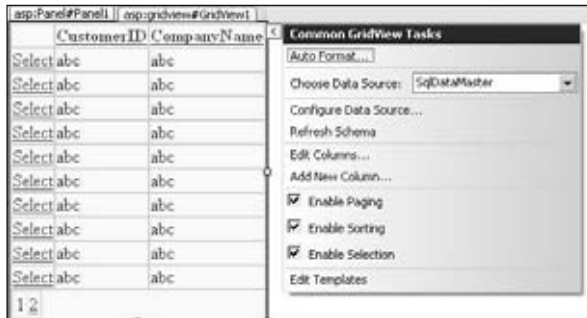 asp:Panel#Panel1 asp:gridview#GridView1
CustomerID CompanyName
Select abc abc
Select abc abc
Select abc abc
Select abc abc
Select abc abc
Select abc abc
Select abc abc
Select abc abc
Select abc abc
Select abc abc
1 2
Common GridView Tasks
Auto Format...
Choose Data Source: SqlDataMaster
Configure Data Source...
Refresh Schema
Edit Columns...
Add New Column...
Enable Paging
Enable Sorting
Enable Selection
Edit Templates